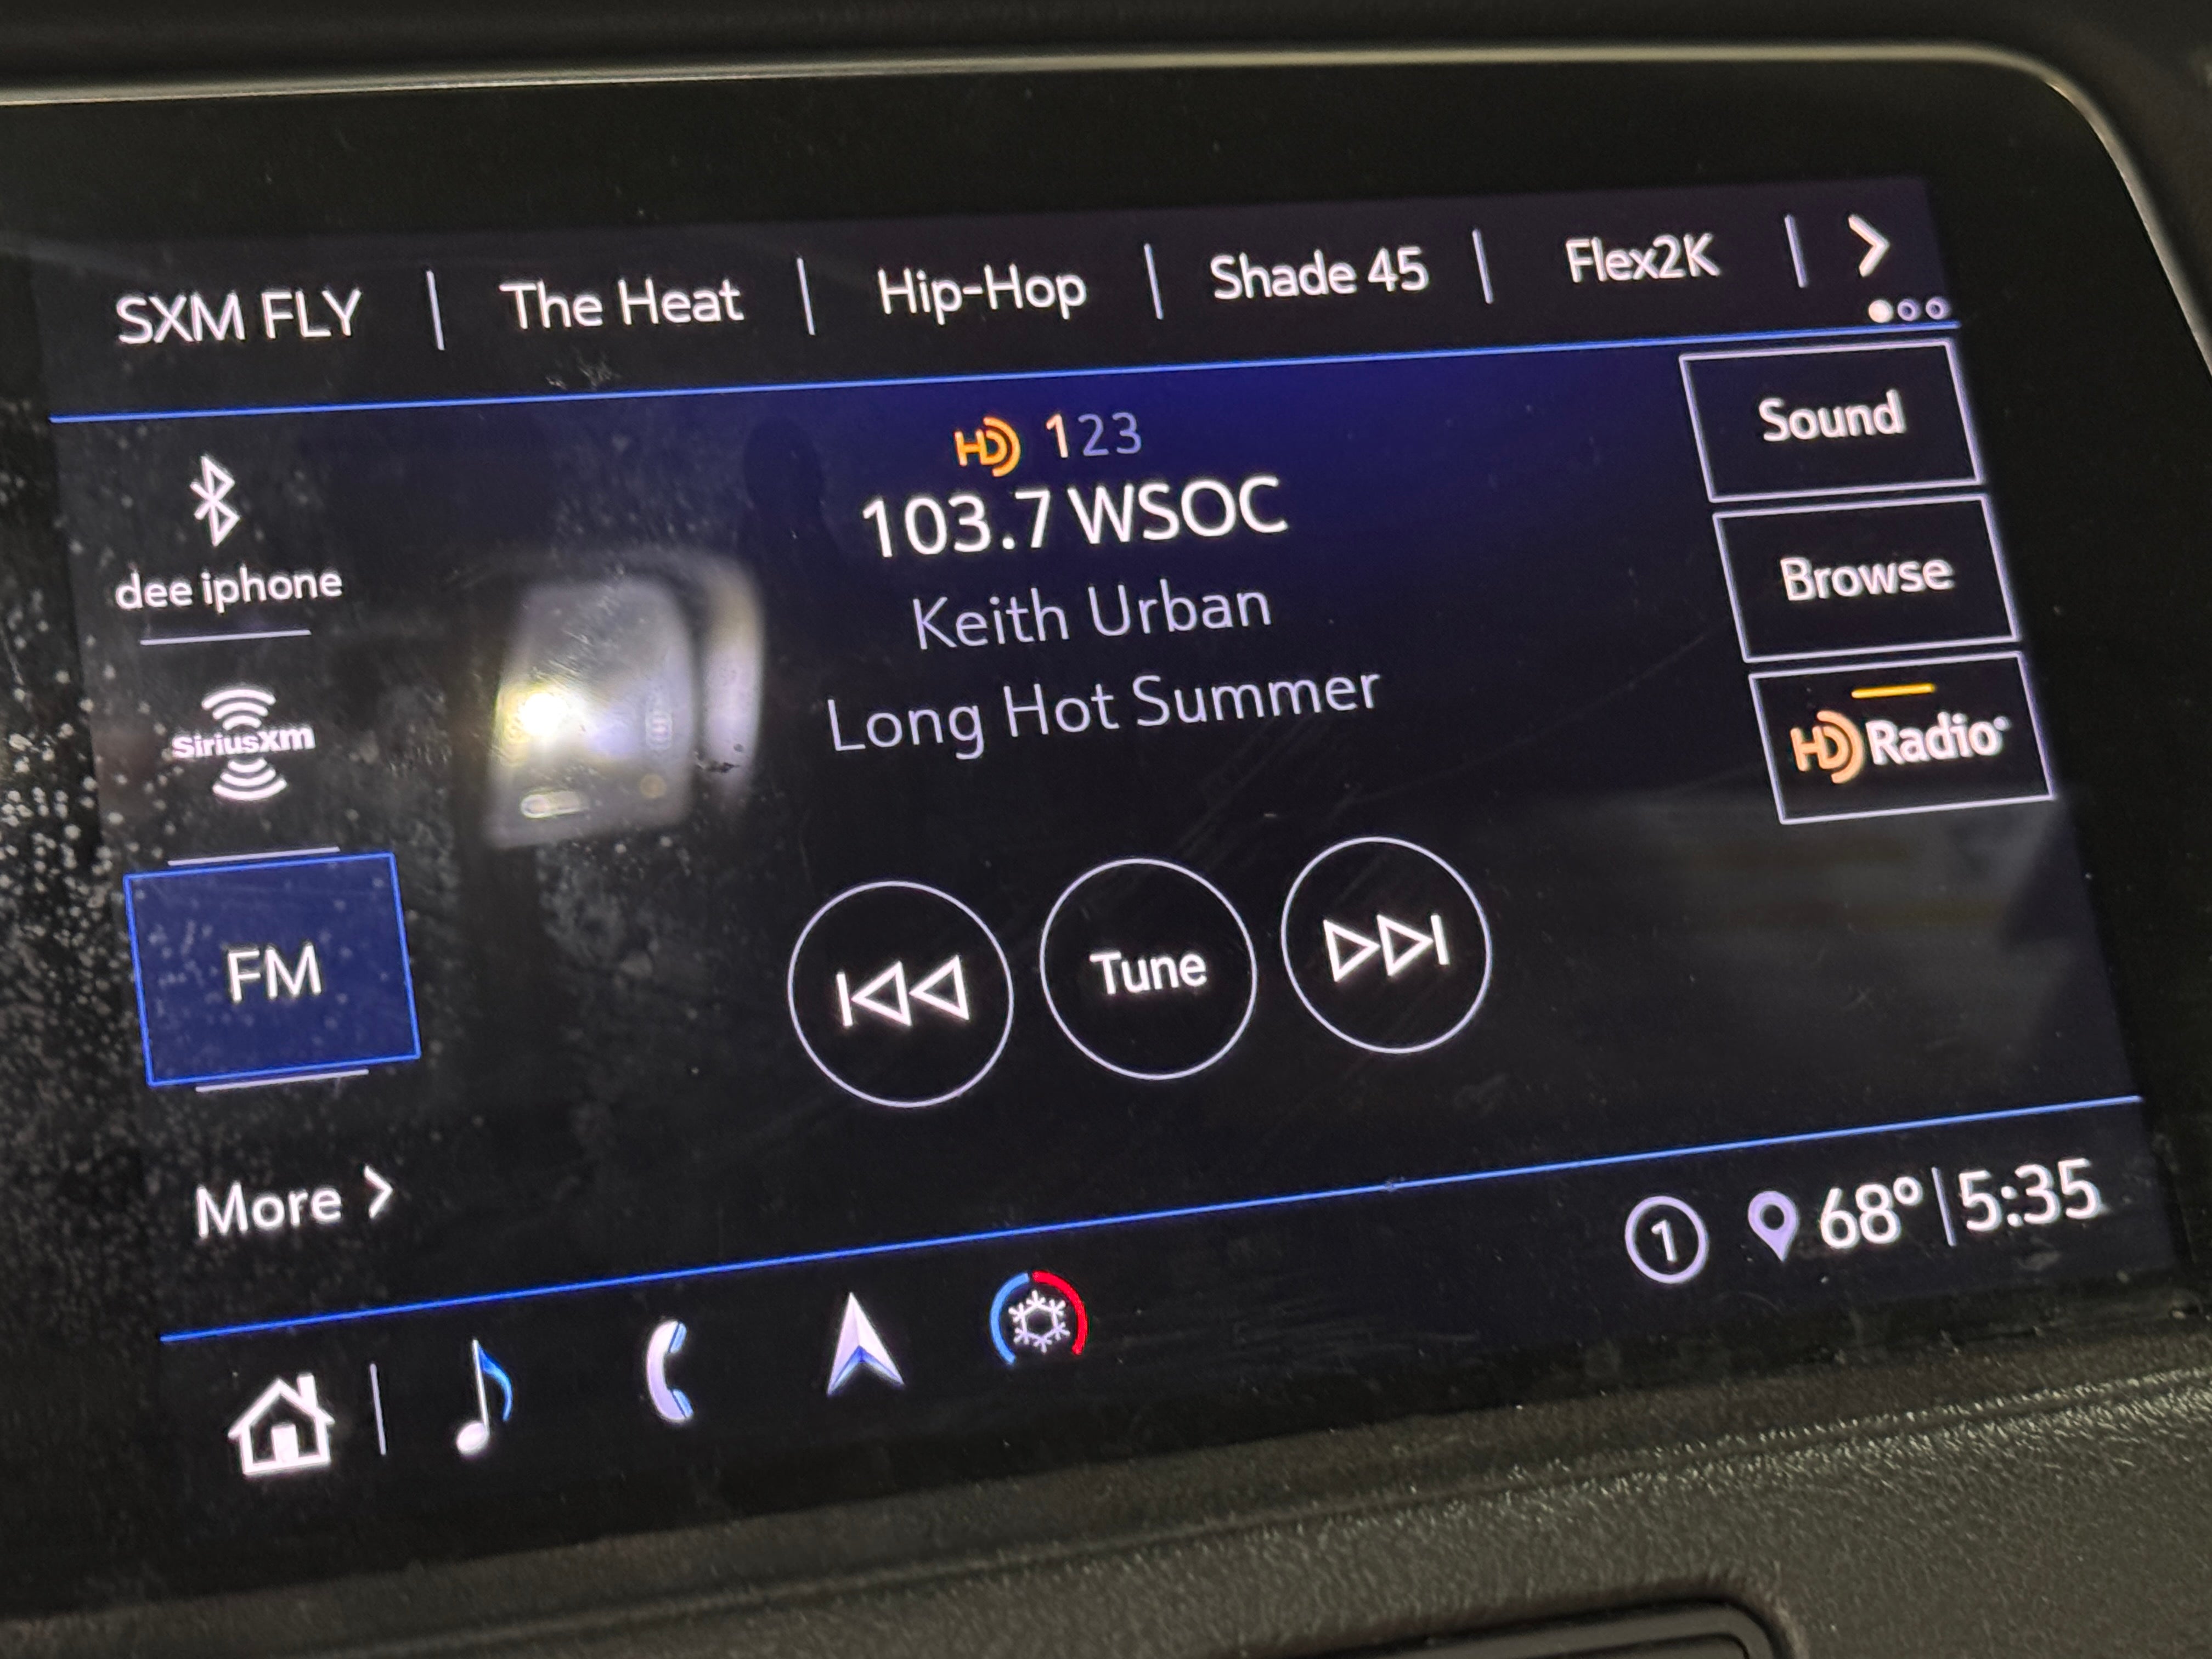 SXM FLY | The Heat | Hip-Hop | Shade 45 | Flex2K |
HD 123
Sound
103.7 WSOC
dee iphone
Keith Urban
Browse
Long Hot Summer
siriusxm
HD Radio
FM
Tune
More
1 68° | 5:35